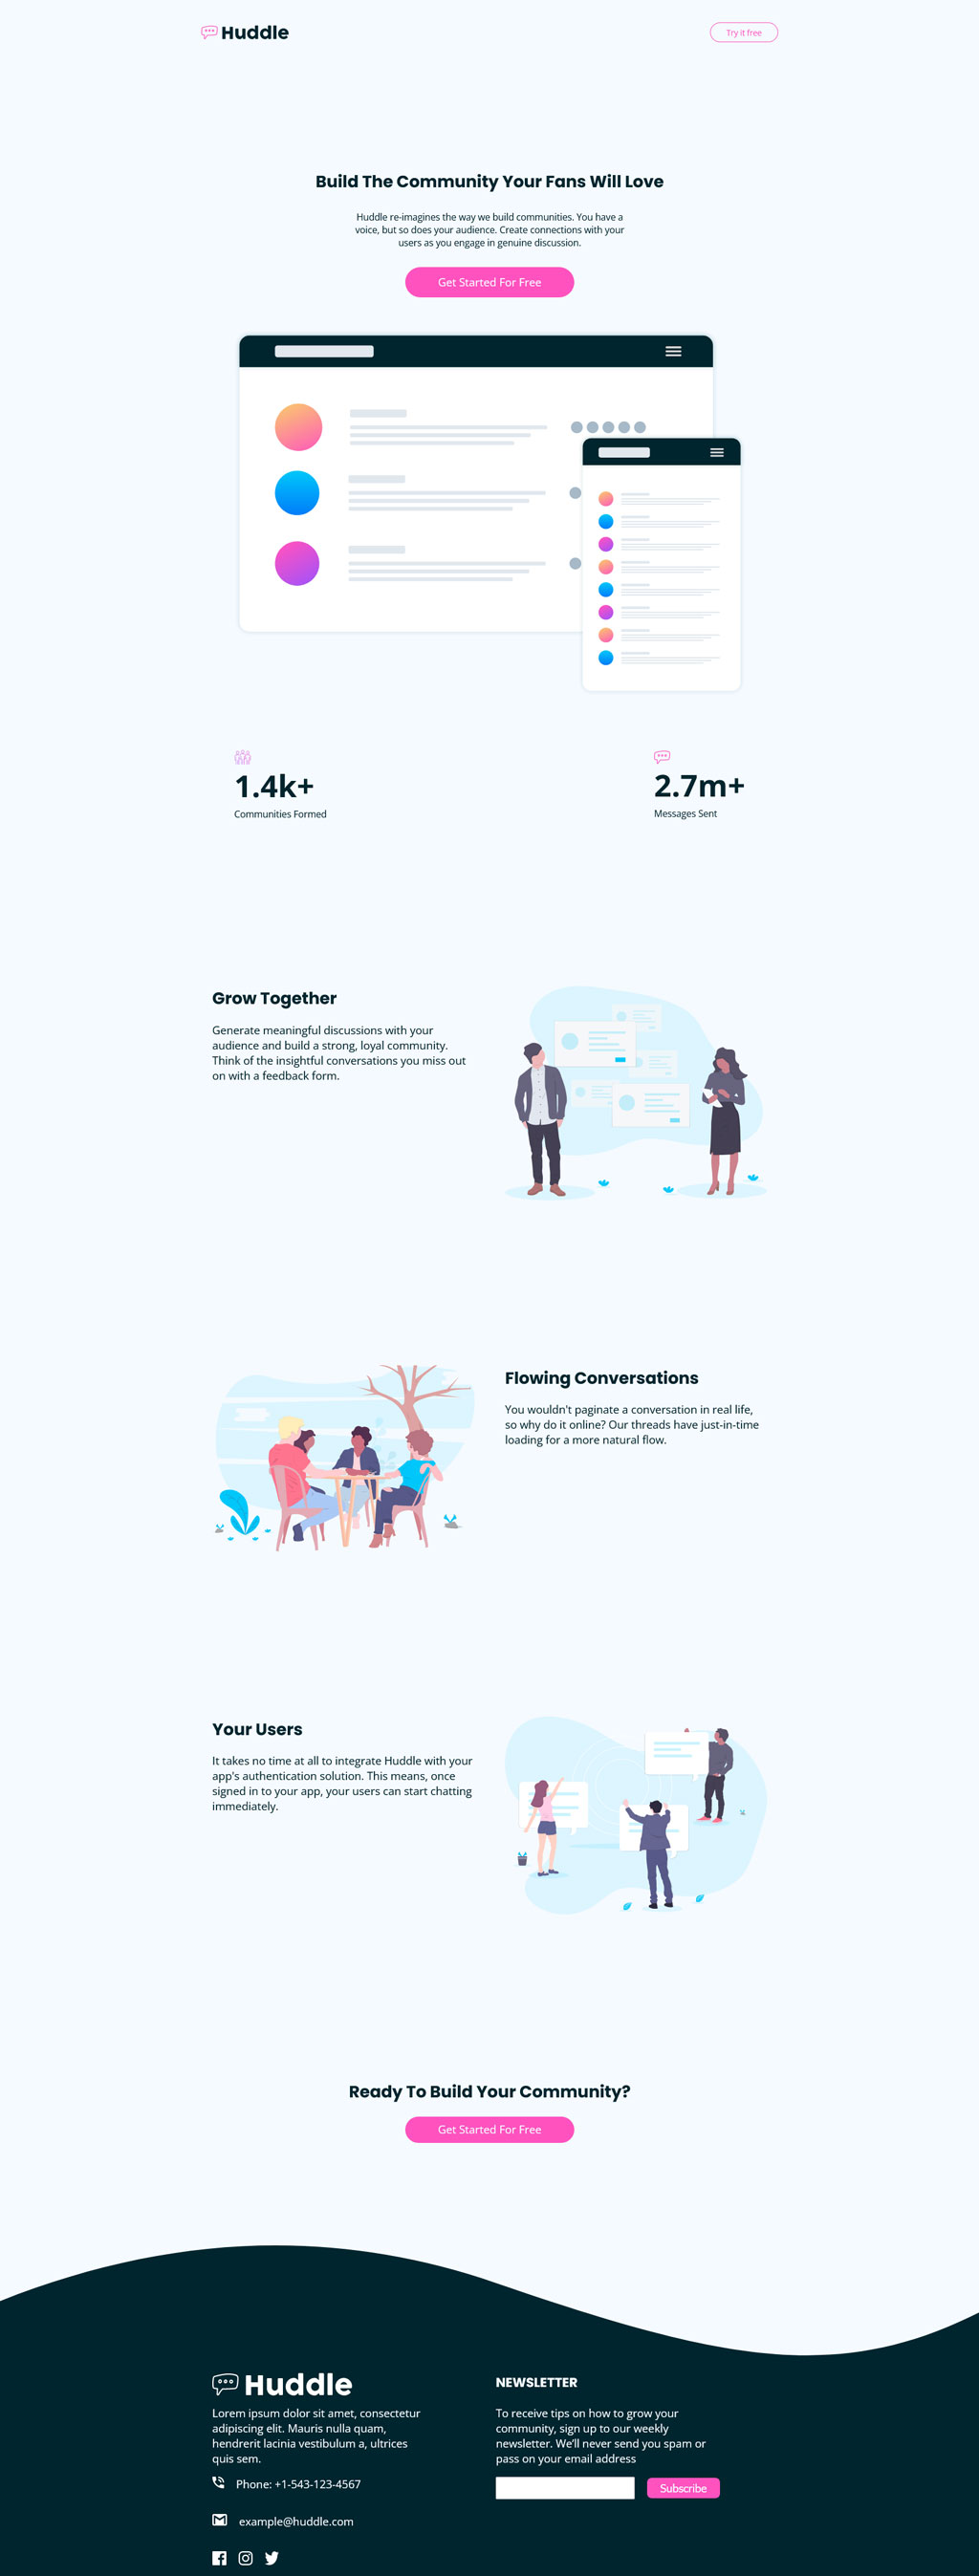 Huddle
Try it free
Build The Community Your Fans Will Love
Huddle re-imagines the way we build communities. You have a
voice, but so does your audience. Create connections with your
users as you engage in genuine discussion.
Get Started For Free
1.4k+
Communities Formed
2.7m+
Messages Sent
Grow Together
Generate meaningful discussions with your
audience and build a strong, loyal community.
Think of the insightful conversations you miss out
on with a feedback form.
Flowing Conversations
You wouldn't paginate a conversation in real life,
so why do it online? Our threads have just-in-time
loading for a more natural flow.
Your Users
It takes no time at all to integrate Huddle with your
app's authentication solution. This means, once
signed in to your app, your users can start chatting
immediately.
Ready To Build Your Community?
Get Started For Free
Huddle
Lorem ipsum dolor sit amet, consectetur
adipiscing elit. Mauris nulla quam,
hendrerit lacinia vestibulum a, ultrices
quis sem.
Phone: +1-543-123-4567
example@huddle.com
NEWSLETTER
To receive tips on how to grow your
community, sign up to our weekly
newsletter. We'll never send you spam or
pass on your email address
Subscribe